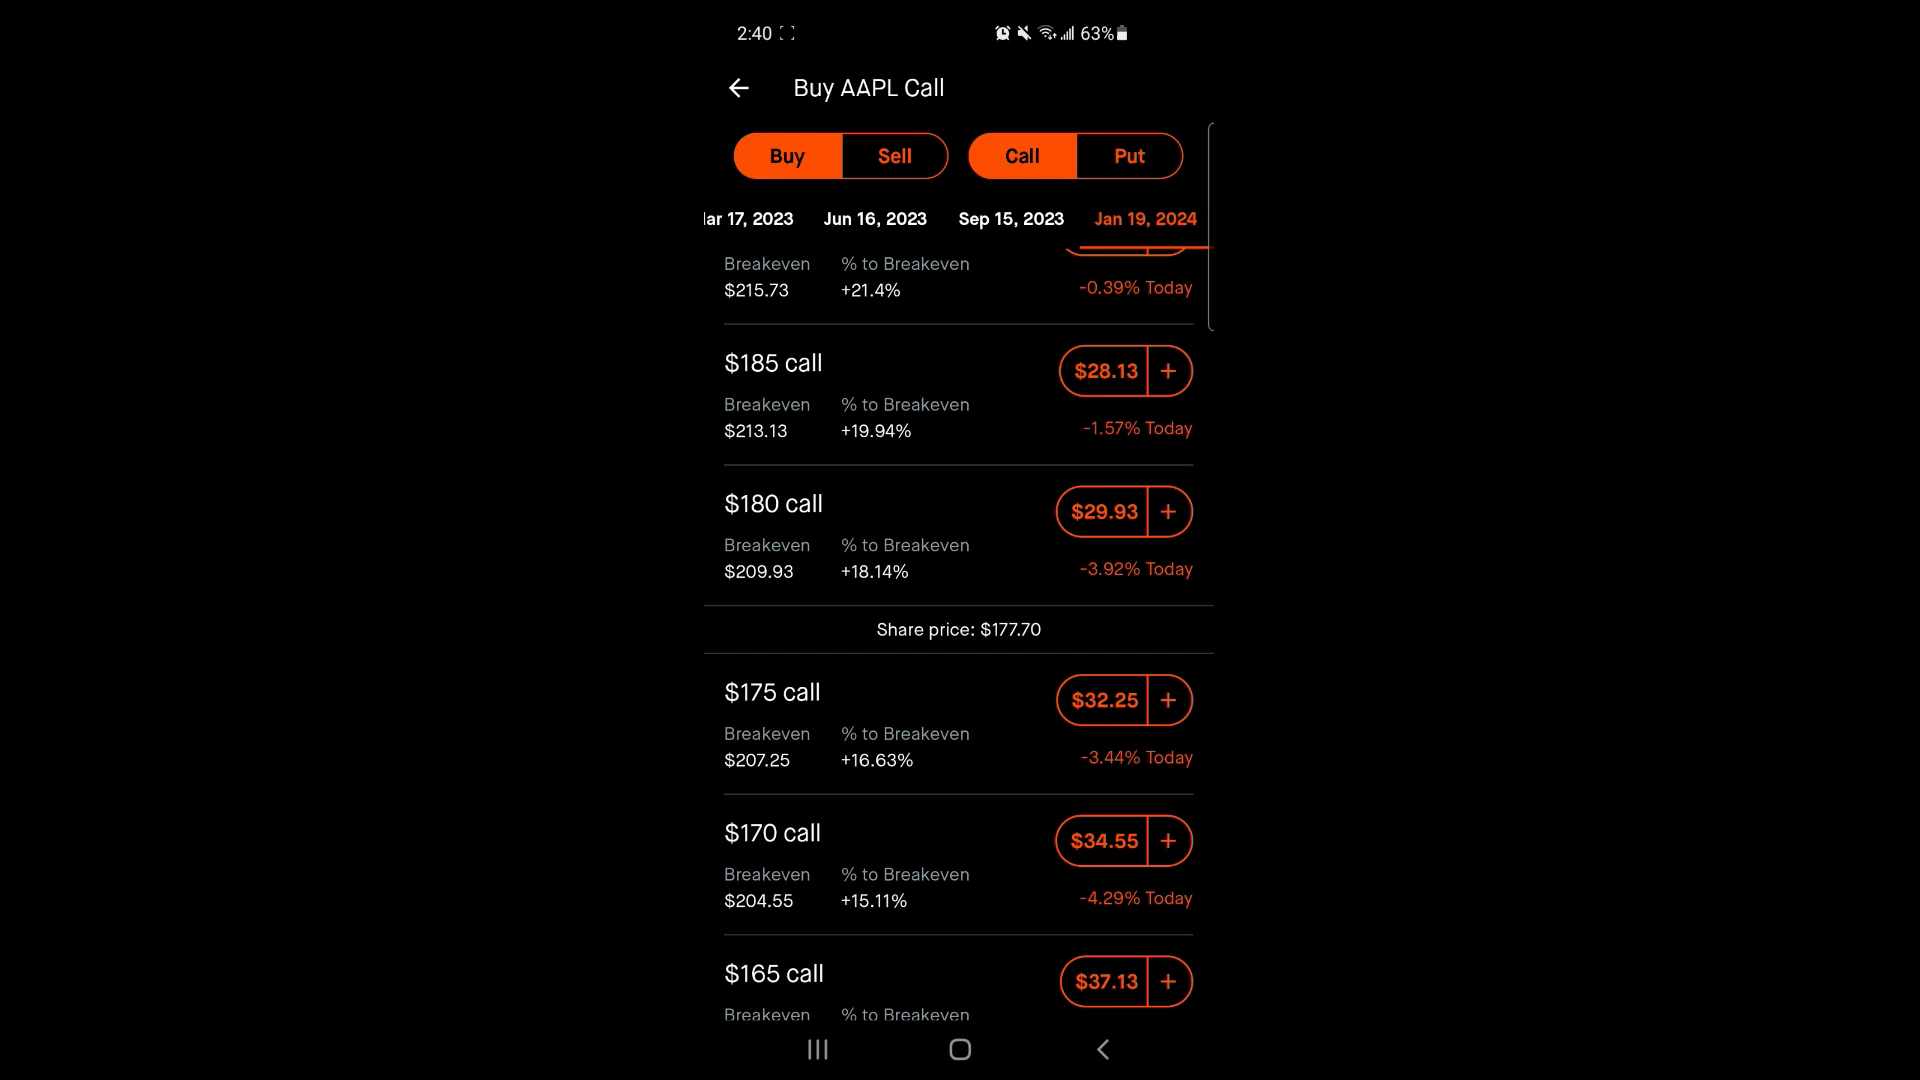 2:40 63%
Buy AAPL Call
Buy Sell Call Put
ar 17, 2023 Jun 16, 2023 Sep 15, 2023 Jan 19, 2024
Breakeven % to Breakeven
$215.73 +21.4% -0.39% Today
$185 call $28.13 +
Breakeven % to Breakeven
$213.13 +19.94% -1.57% Today
$180 call $29.93 +
Breakeven % to Breakeven
$209.93 +18.14% -3.92% Today
Share price: $177.70
$175 call $32.25 +
Breakeven % to Breakeven
$207.25 +16.63% -3.44% Today
$170 call $34.55 +
Breakeven % to Breakeven
$204.55 +15.11% -4.29% Today
$165 call $37.13 +
Breakeven % to Breakeven